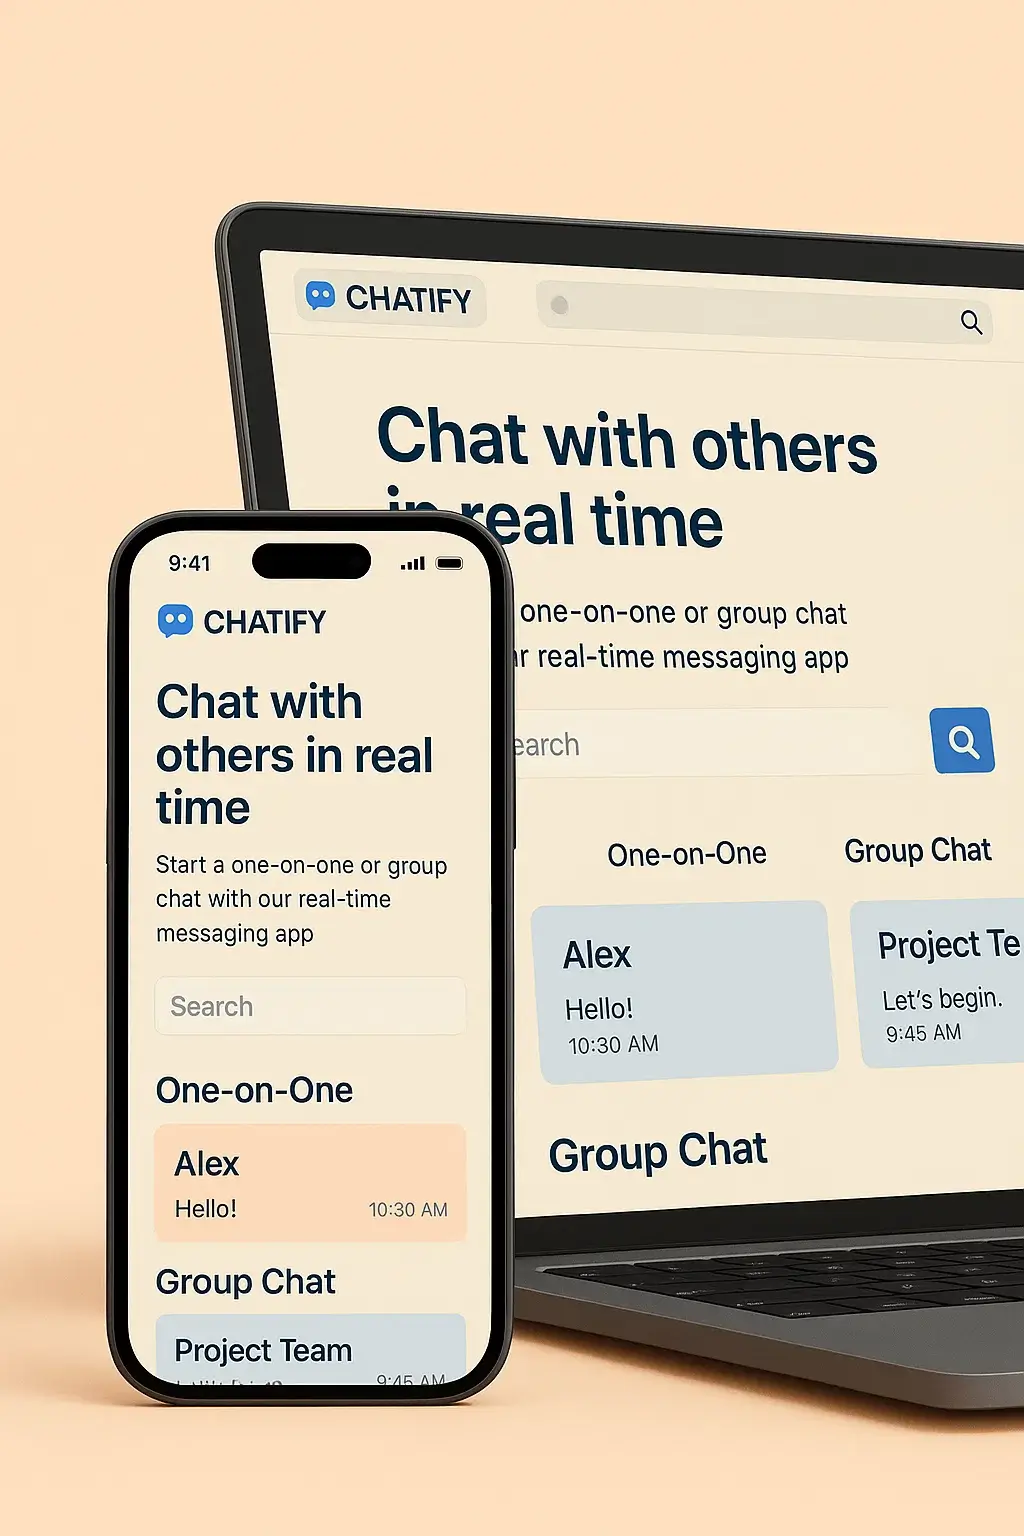 CHATIFY
Chat with others
in real time
one-on-one or group chat
real-time messaging app
One-on-One
Group Chat
Alex
Hello!
10:30 AM
Project
Let's begin.
9:45 AM
Group Chat
9:41
CHATIFY
Chat with
others in real
time
Start a one-on-one or group
chat with our real-time
messaging app
Search
One-on-One
Alex
Hello!
10:30 AM
Group Chat
Project Team
9:45 AM